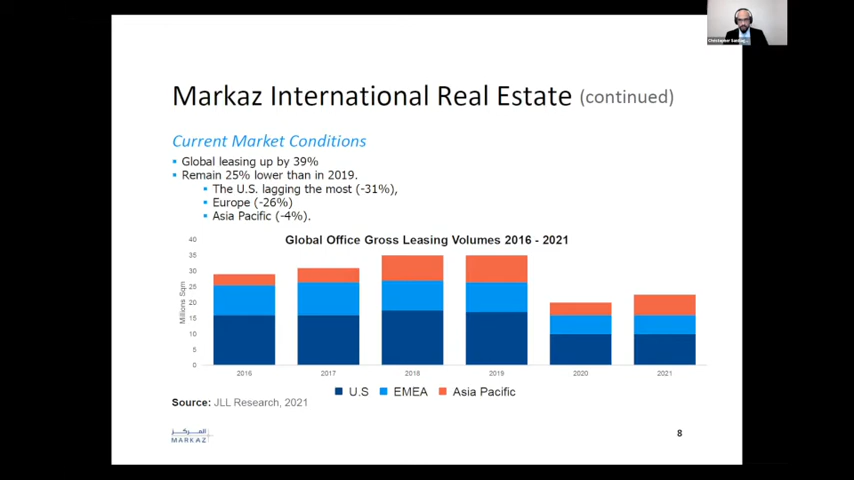 Markaz International Real Estate (continued)
Current Market Conditions
Global leasing up by 39%
Remain 25% lower than in 2019.
The U.S. lagging the most (-31%),
Europe (-26%)
Asia Pacific (-4%).
Global Office Gross Leasing Volumes 2016 - 2021
Millions Sqm
40
35
30
25
20
15
10
5
0
2016 2017 2018 2019 2020 2021
U.S EMEA Asia Pacific
Source: JLL Research, 2021
المركز
MARKAZ
8
Christopher